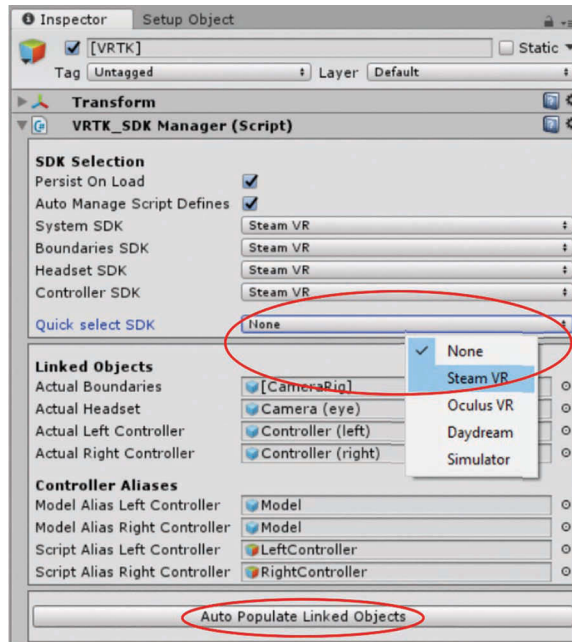 Inspector Setup Object
[VRTK] Static
Tag Untagged Layer Default
Transform
VRTK_SDK Manager (Script)
SDK Selection
Persist On Load
Auto Manage Script Defines
System SDK Steam VR
Boundaries SDK Steam VR
Headset SDK Steam VR
Controller SDK Steam VR
Quick select SDK None
None
Steam VR
Oculus VR
Daydream
Simulator
Linked Objects
Actual Boundaries [CameraRig]
Actual Headset Camera (eye)
Actual Left Controller Controller (left)
Actual Right Controller Controller (right)
Controller Aliases
Model Alias Left Controller Model
Model Alias Right Controller Model
Script Alias Left Controller LeftController
Script Alias Right Controller RightController
Auto Populate Linked Objects